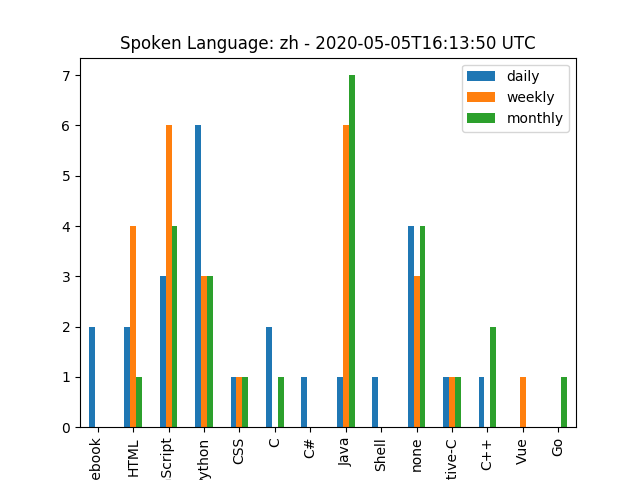 Spoken Language: zh - 2020-05-05T16:13:50 UTC
daily
weekly
monthly
7
6
5
4
3
2
1
0
ebook
HTML
Script
ython
CSS
C
C#
Java
Shell
none
tive-C
C++
Vue
Go